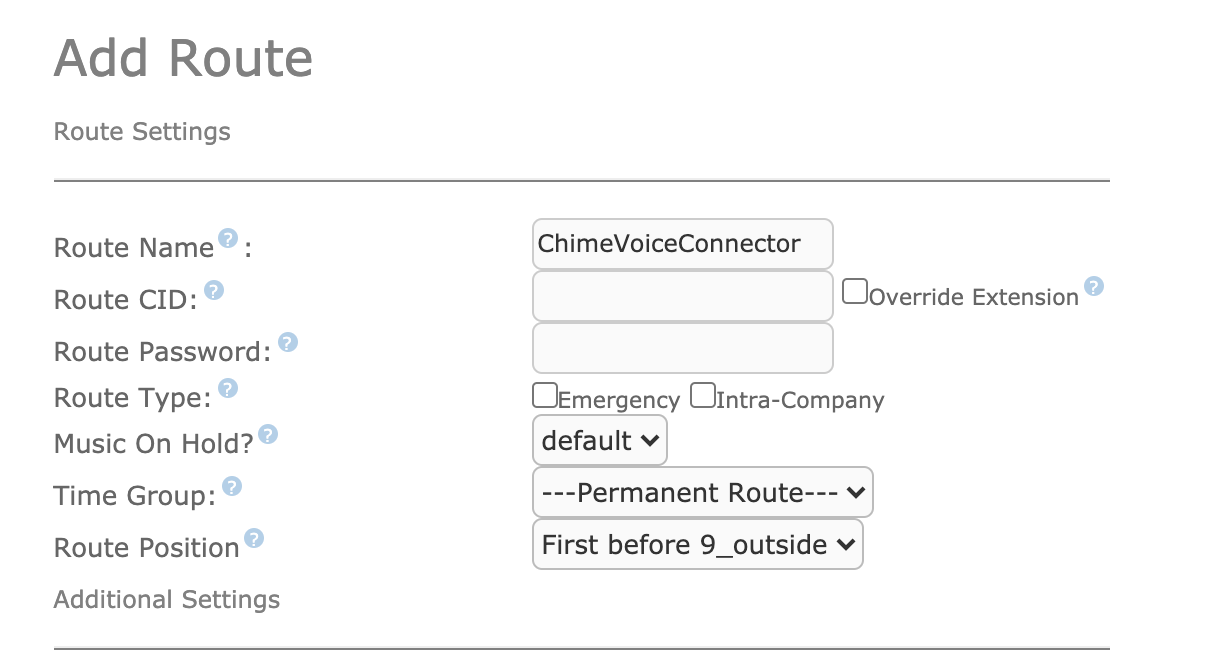 Add Route
Route Settings
Route Name ? : ChimeVoiceConnector
Route CID: ? Override Extension ?
Route Password: ?
Route Type: ? Emergency Intra-Company
Music On Hold? ? default
Time Group: ? ---Permanent Route---
Route Position ? First before 9_outside
Additional Settings